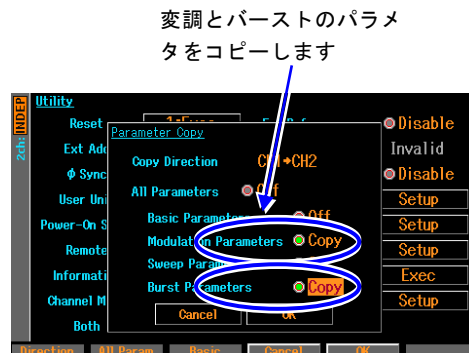 変調とバーストのパラメ
タをコピーします
Utility
2ch: INDEP
Reset
Disable
Parameter Copy
Ext Add
Invalid
Copy Direction CH2
φ Sync
Disable
All Parameters
User Uni
Setup
Basic Parameters Off
Power-On S
Setup
Modulation Parameters Copy
Remote
Setup
Sweep
Informati
Exec
Burst Parameters Copy
Channel M
Setup
Cancel OK
Both
Direction All Param Basic Cancel OK